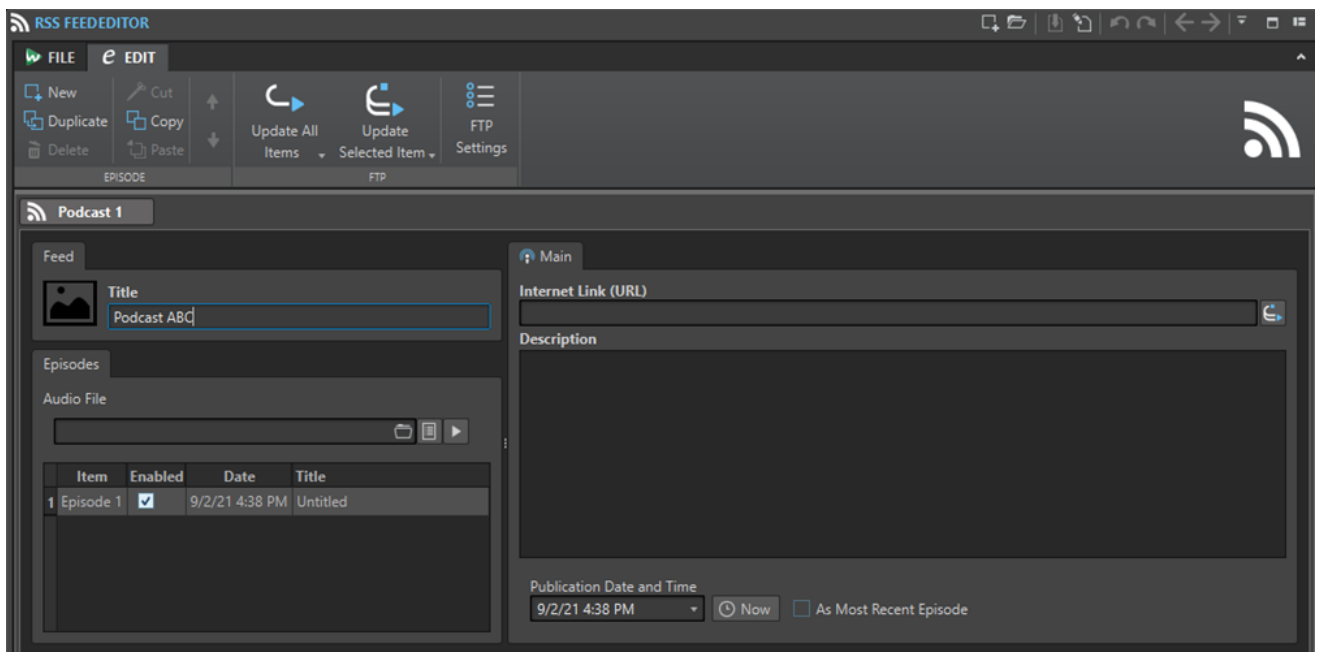 RSS FEEDEDITOR
FILE
e EDIT
New
Cut
Duplicate
Copy
Delete
Paste
Update All
Items
Update
Selected Item
FTP
Settings
EPISODE
FTP
Podcast 1
Feed
Title
Podcast ABC
Episodes
Audio File
Item Enabled Date Title
1 Episode 1 9/2/21 4:38 PM Untitled
Main
Internet Link (URL)
Description
Publication Date and Time
9/2/21 4:38 PM
Now
As Most Recent Episode